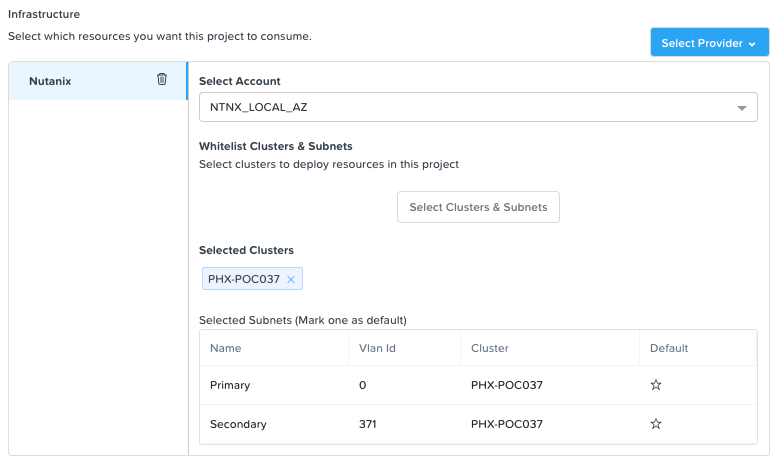 Infrastructure
Select which resources you want this project to consume.
Select Provider
Nutanix
Select Account
NTNX_LOCAL_AZ
Whitelist Clusters & Subnets
Select clusters to deploy resources in this project
Select Clusters & Subnets
Selected Clusters
PHX-POC037
Selected Subnets (Mark one as default)
Name Vlan Id Cluster Default
Primary 0 PHX-POC037
Secondary 371 PHX-POC037